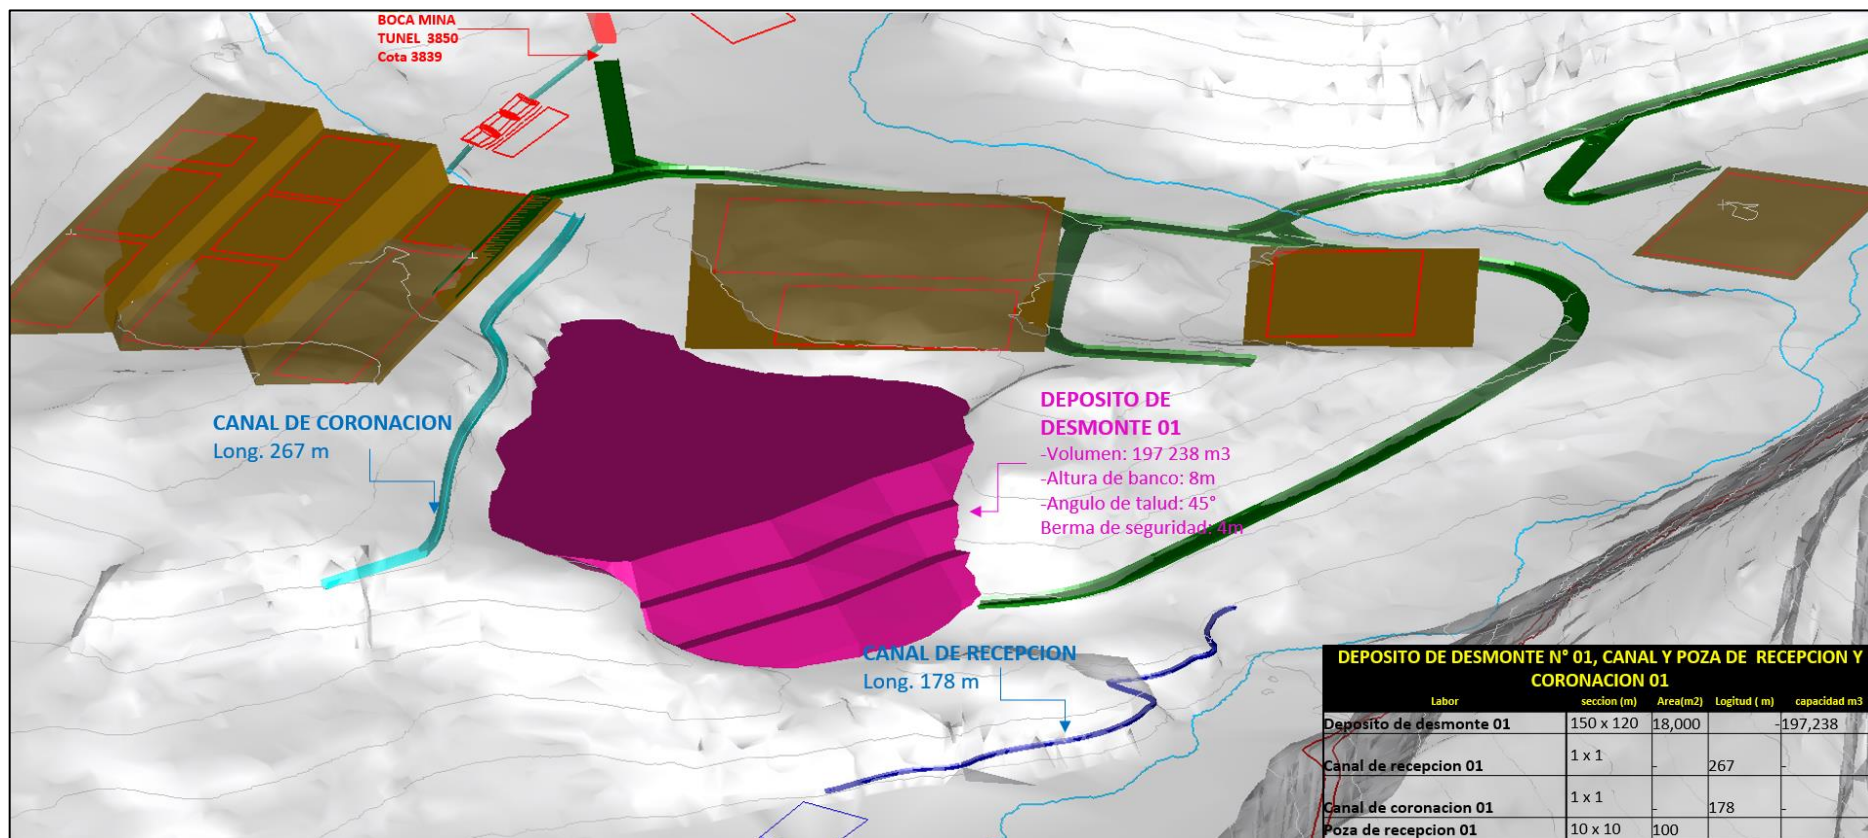 BOCA MINA
TUNEL 3850
Cota 3839
CANAL DE CORONACION
Long. 267 m
DEPOSITO DE
DESMONTE 01
-Volumen: 197 238 m3
-Altura de banco: 8m
-Angulo de talud: 45°
Berma de seguridad: 4m
CANAL DE RECEPCION
Long. 178 m
DEPOSITO DE DESMONTE N° 01, CANAL Y POZA DE RECEPCION Y
CORONACION 01
Labor seccion (m) Area(m2) Logitud ( m) capacidad m3
Deposito de desmonte 01 150 x 120 18,000 - 197,238
Canal de recepcion 01 1 x 1 - 267 -
Canal de coronacion 01 1 x 1 - 178 -
Poza de recepcion 01 10 x 10 100